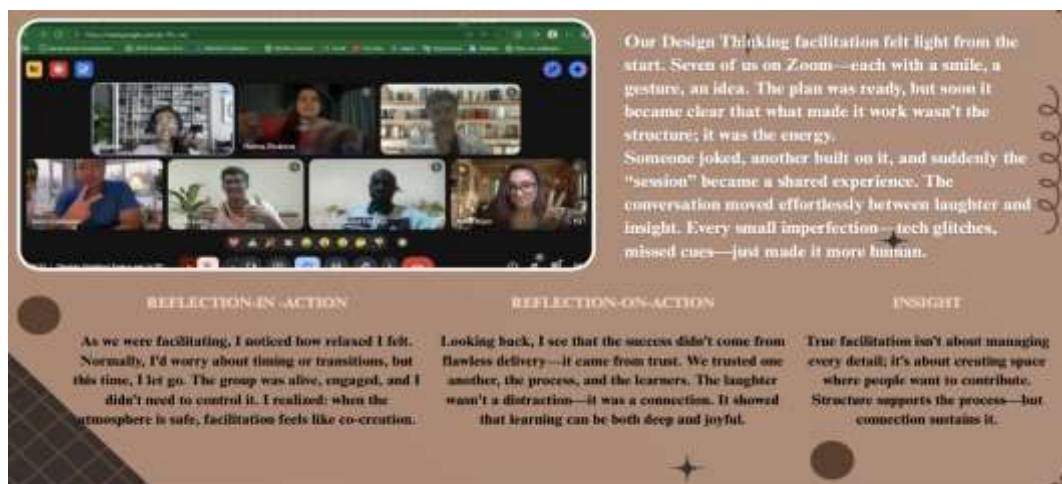 Our Design Thinking facilitation felt light from the
start. Seven of us on Zoom—each with a smile, a
gesture, an idea. The plan was ready, but soon it
became clear that what made it work wasn't the
structure; it was the energy.
Someone joked, another built on it, and suddenly the
“session” became a shared experience. The
conversation moved effortlessly between laughter and
insight. Every small imperfection—tech glitches,
missed cues—just made it more human.
REFLECTION-IN -ACTION
As we were facilitating, I noticed how relaxed I felt.
Normally, I'd worry about timing or transitions, but
this time, I let go. The group was alive, engaged, and I
didn't need to control it. I realized: when the
atmosphere is safe, facilitation feels like co-creation.
REFLECTION-ON-ACTION
Looking back, I see that the success didn't come from
flawless delivery—it came from trust. We trusted one
another, the process, and the learners. The laughter
wasn't a distraction—it was a connection. It showed
that learning can be both deep and joyful.
INSIGHT
True facilitation isn't about managing
every detail; it's about creating space
where people want to contribute.
Structure supports the process—but
connection sustains it.